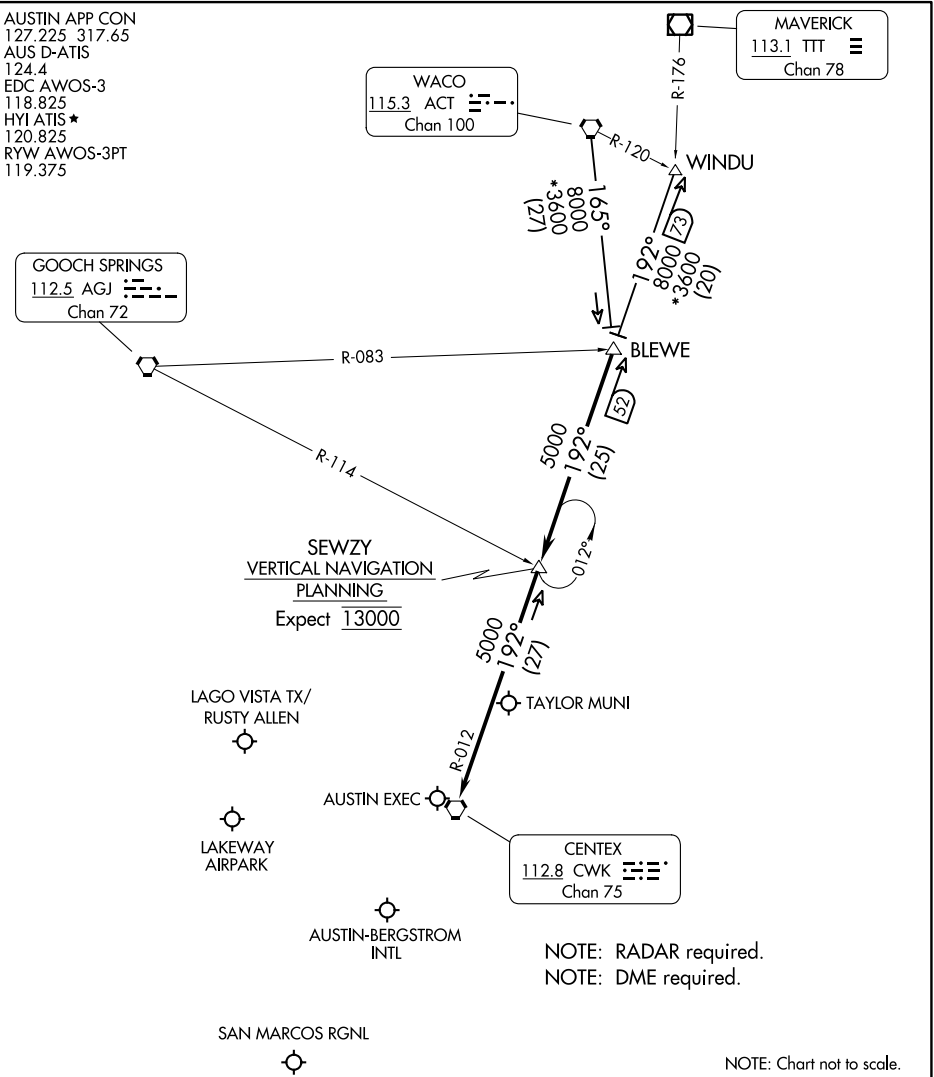 AUSTIN APP CON
127.225 317.65
AUS D-ATIS
124.4
EDC AWOS-3
118.825
HYI ATIS ★
120.825
RYW AWOS-3PT
119.375
MAVERICK
113.1 TTT
Chan 78
R-176
WACO
115.3 ACT
Chan 100
R-120
WINDU
165°
8000
*3600
(27)
73
192°
8000
*3600
(20)
GOOCH SPRINGS
112.5 AGJ
Chan 72
R-083
BLEWE
52
5000
192°
(25)
R-114
SEWZY
VERTICAL NAVIGATION
PLANNING
Expect 13000
012°
5000
192°
(27)
LAGO VISTA TX/
RUSTY ALLEN
TAYLOR MUNI
R-012
AUSTIN EXEC
LAKEWAY
AIRPARK
CENTEX
112.8 CWK
Chan 75
AUSTIN-BERGSTROM
INTL
NOTE: RADAR required.
NOTE: DME required.
SAN MARCOS RGNL
NOTE: Chart not to scale.